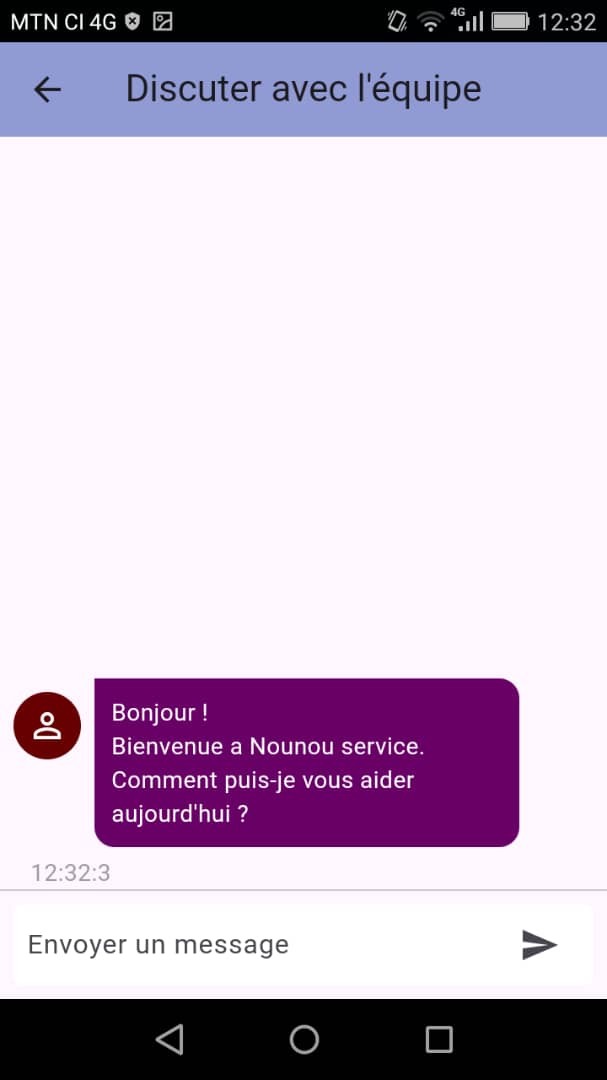 MTN CI 4G 4G 12:32
Discuter avec l'équipe
Bonjour !
Bienvenue a Nounou service.
Comment puis-je vous aider
aujourd'hui ?
12:32:3
Envoyer un message